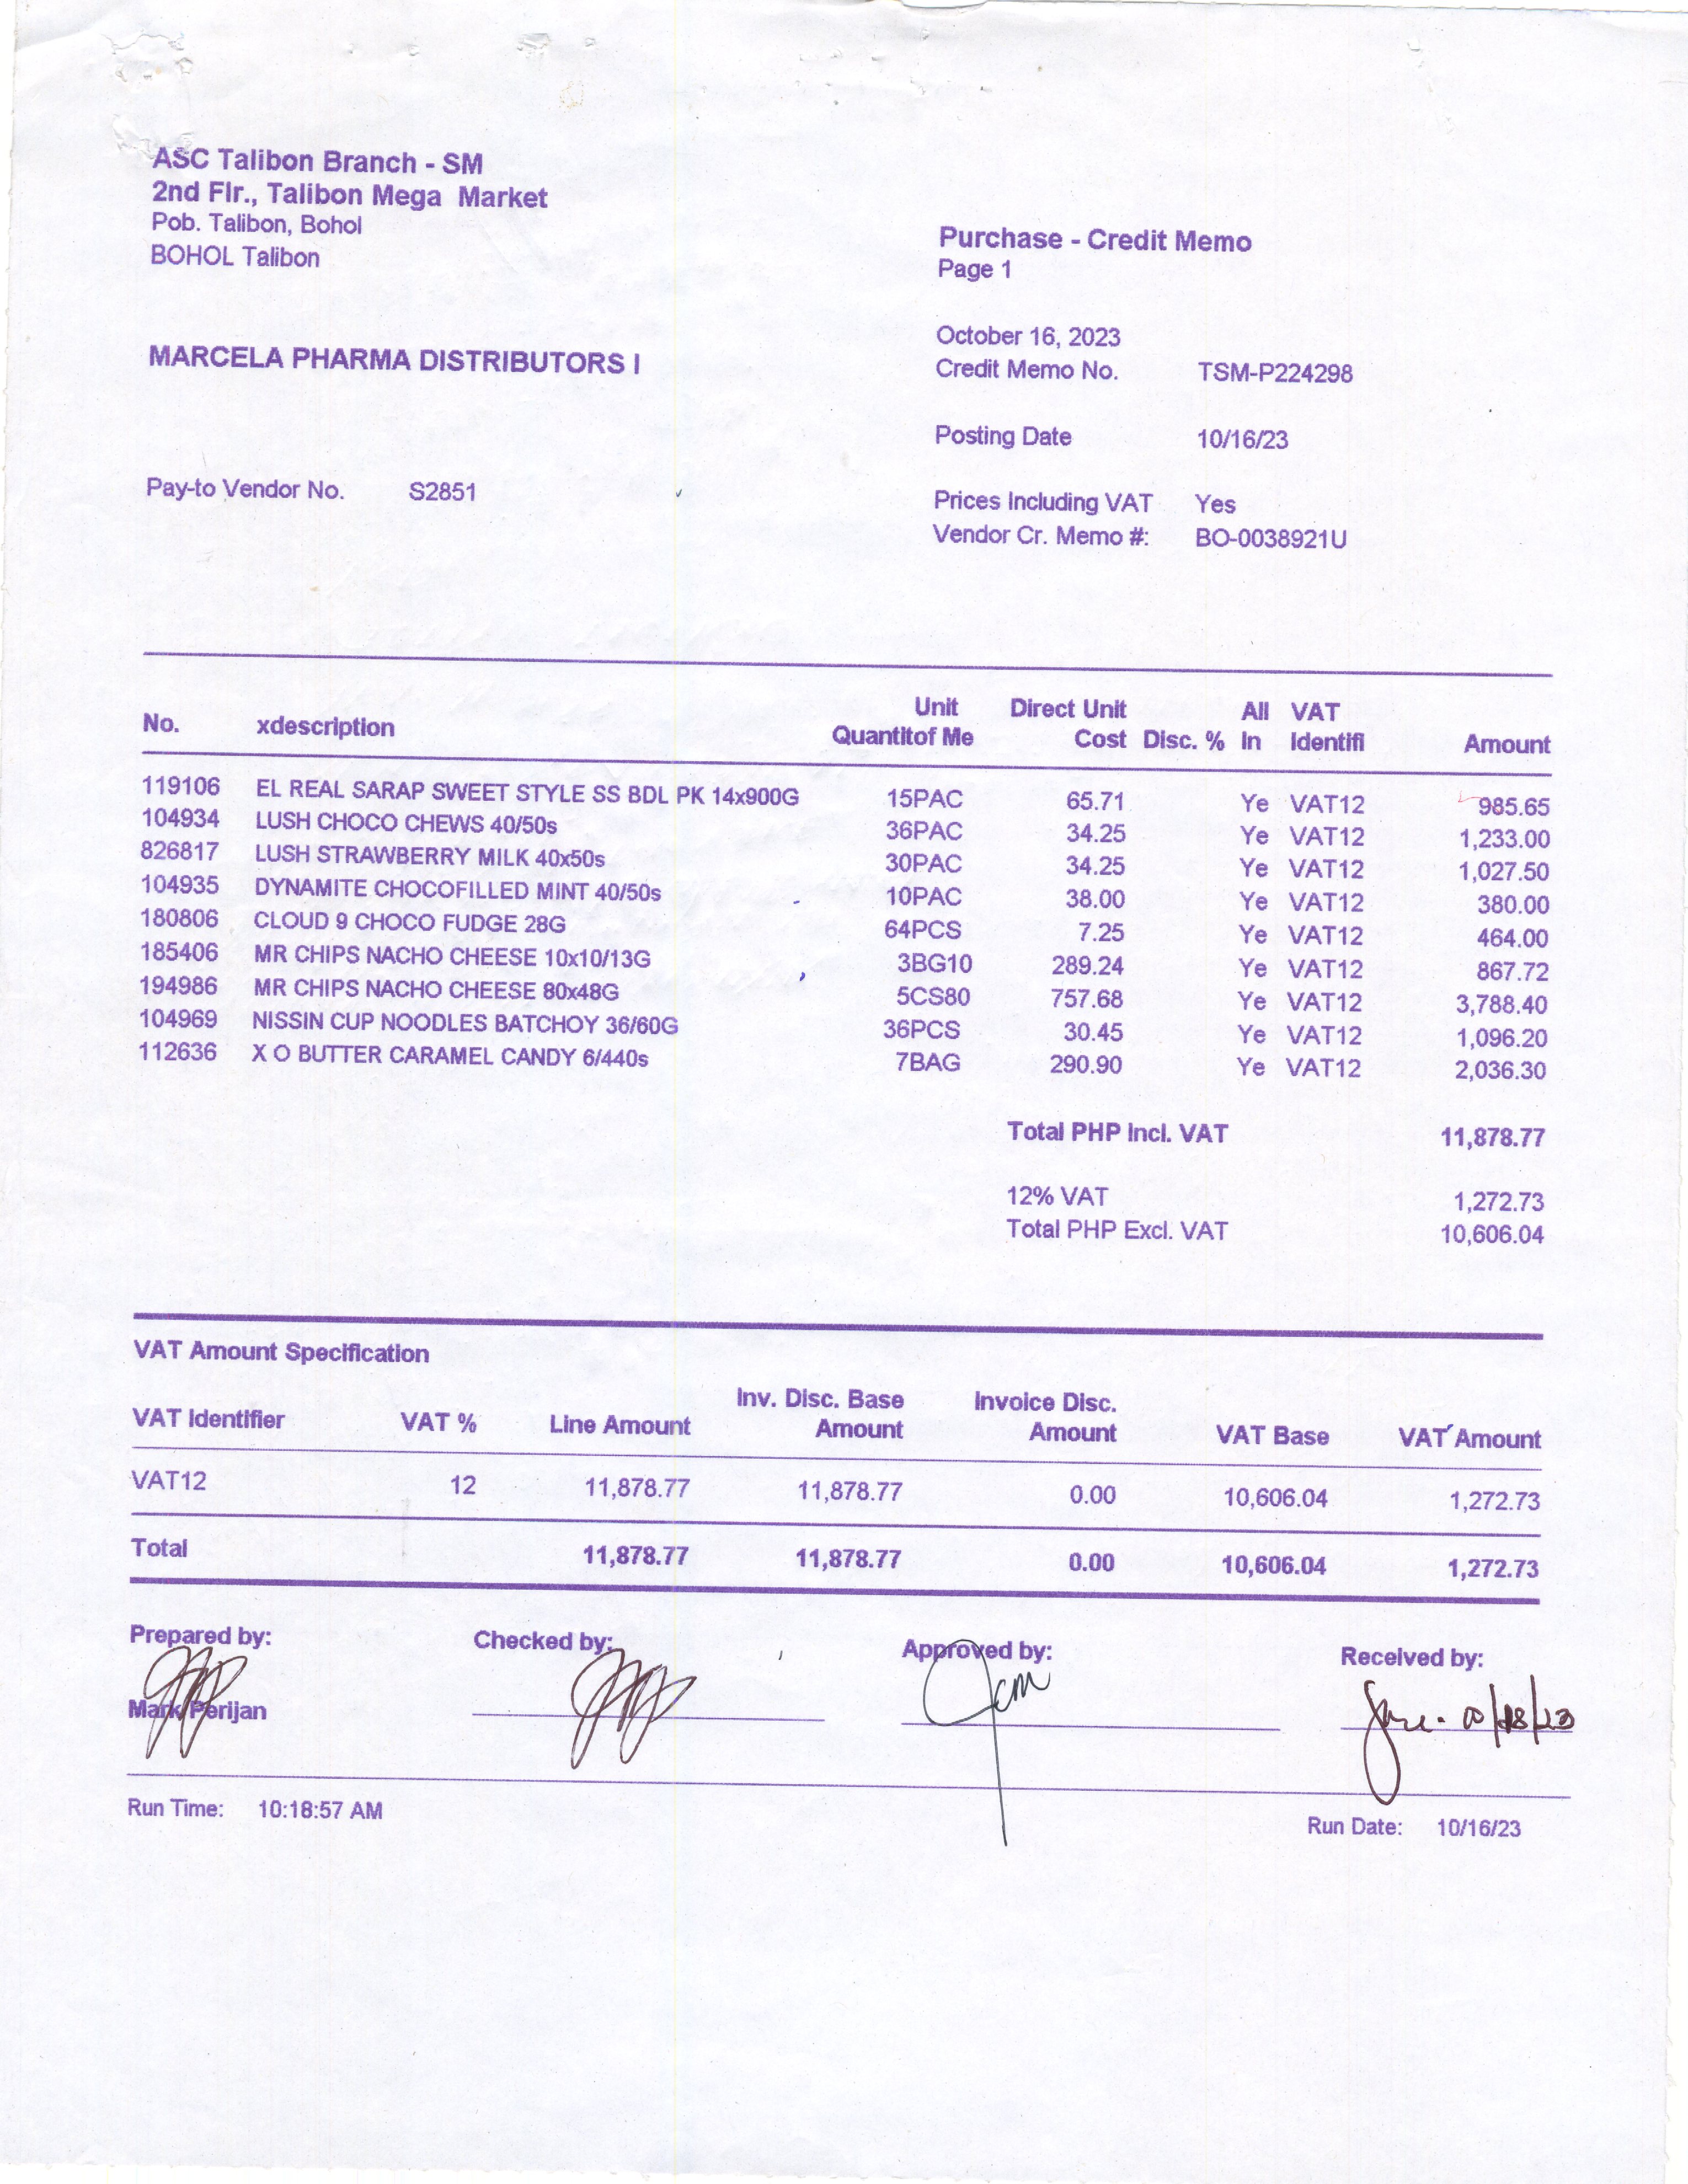 ASC Talibon Branch - SM
2nd Flr., Talibon Mega Market
Pob. Talibon, Bohol
BOHOL Talibon
Purchase - Credit Memo
Page 1
October 16, 2023
MARCELA PHARMA DISTRIBUTORS I
Credit Memo No. TSM-P224298
Posting Date 10/16/23
Pay-to Vendor No. S2851
Prices Including VAT Yes
Vendor Cr. Memo #: BO-0038921U
Unit Direct Unit All VAT
No. xdescription Quantitof Me Cost Disc. % In Identifi Amount
119106 EL REAL SARAP SWEET STYLE SS BDL PK 14x900G 15PAC 65.71 Ye VAT12 985.65
104934 LUSH CHOCO CHEWS 40/50s 36PAC 34.25 Ye VAT12 1,233.00
826817 LUSH STRAWBERRY MILK 40x50s 30PAC 34.25 Ye VAT12 1,027.50
104935 DYNAMITE CHOCOFILLED MINT 40/50s 10PAC 38.00 Ye VAT12 380.00
180806 CLOUD 9 CHOCO FUDGE 28G 64PCS 7.25 Ye VAT12 464.00
185406 MR CHIPS NACHO CHEESE 10x10/13G 3BG10 289.24 Ye VAT12 867.72
194986 MR CHIPS NACHO CHEESE 80x48G 5CS80 757.68 Ye VAT12 3,788.40
104969 NISSIN CUP NOODLES BATCHOY 36/60G 36PCS 30.45 Ye VAT12 1,096.20
112636 X O BUTTER CARAMEL CANDY 6/440s 7BAG 290.90 Ye VAT12 2,036.30
Total PHP Incl. VAT 11,878.77
12% VAT 1,272.73
Total PHP Excl. VAT 10,606.04
VAT Amount Specification
Inv. Disc. Base Invoice Disc.
VAT Identifier VAT % Line Amount Amount Amount VAT Base VAT Amount
VAT12 12 11,878.77 11,878.77 0.00 10,606.04 1,272.73
Total 11,878.77 11,878.77 0.00 10,606.04 1,272.73
Prepared by: Checked by: Approved by: Received by:
Mark Perijan
Run Time: 10:18:57 AM Run Date: 10/16/23